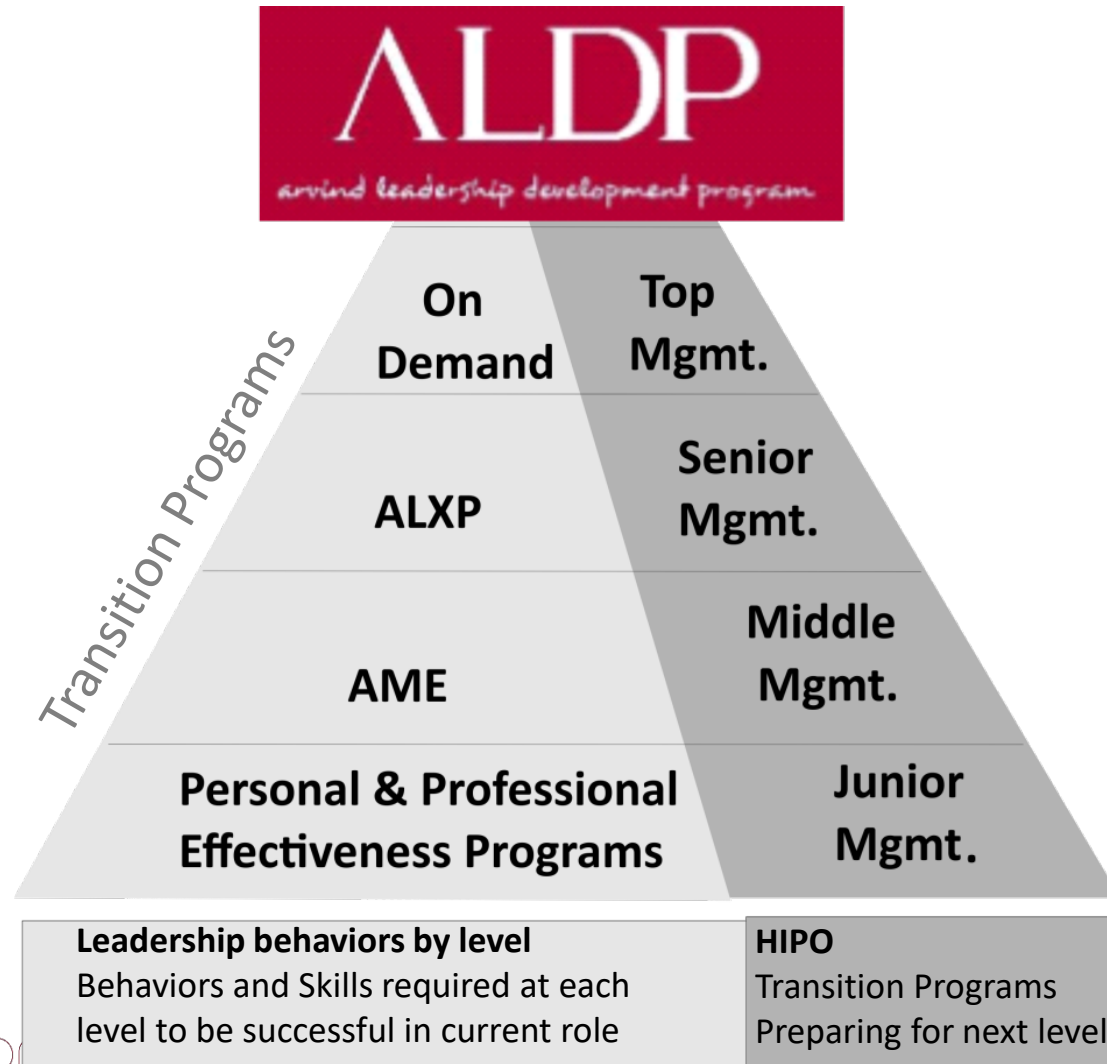 ALDP
arvind leadership development program
Transition Programs
On
Demand
Top
Mgmt.
ALXP
Senior
Mgmt.
AME
Middle
Mgmt.
Personal & Professional
Effectiveness Programs
Junior
Mgmt.
Leadership behaviors by level
Behaviors and Skills required at each
level to be successful in current role
HIPO
Transition Programs
Preparing for next level